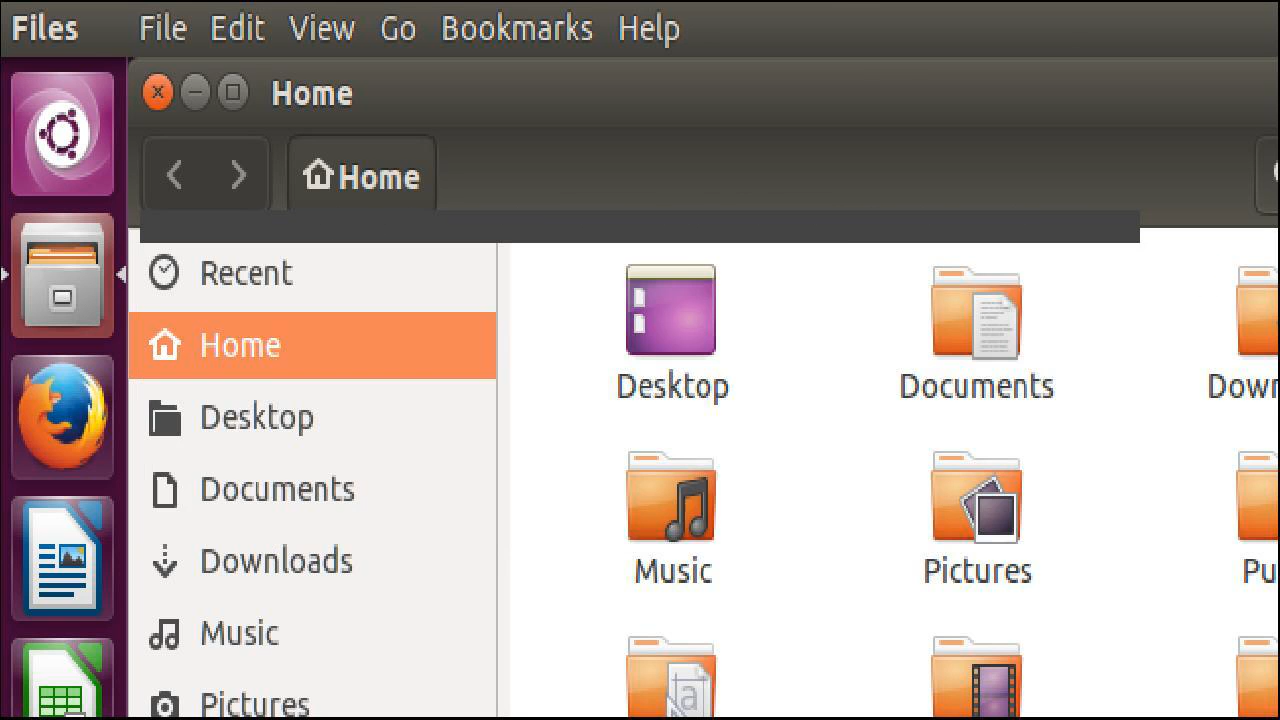 Files File Edit View Go Bookmarks Help
Home
Home
Recent
Home
Desktop
Documents
Downloads
Music
Pictures
Desktop Documents
Music Pictures
a